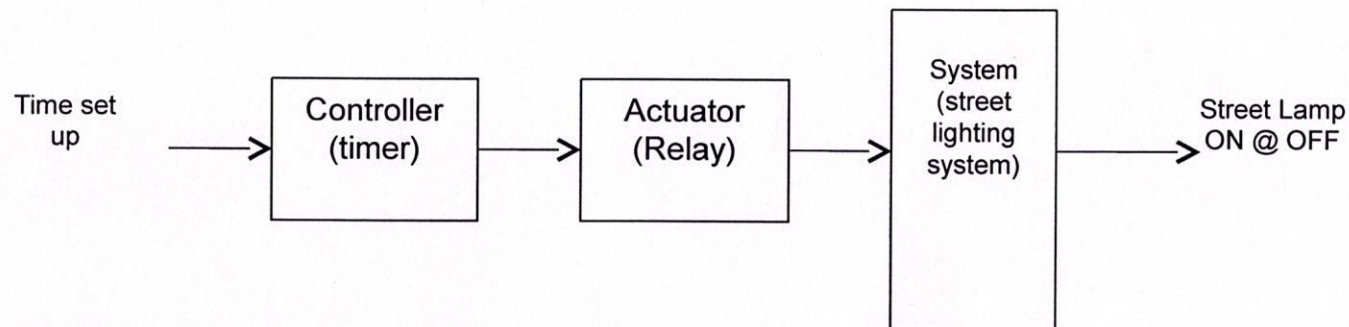 Time set
up
Controller
(timer)
Actuator
(Relay)
System
(street
lighting
system)
Street Lamp
ON @ OFF